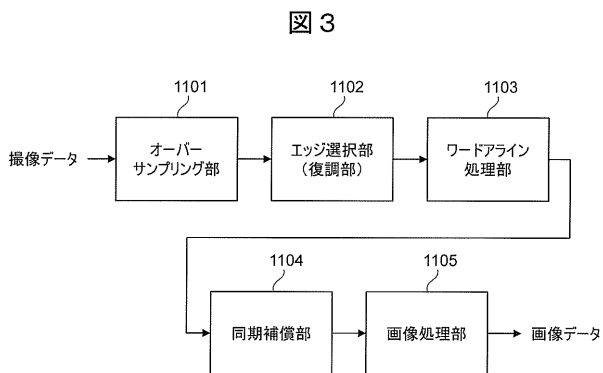 図３
1101
1102
1103
撮像データ
オーバー
サンプリング部
エッジ選択部
（復調部）
ワードアライン
処理部
1104
1105
同期補償部
画像処理部
画像データ